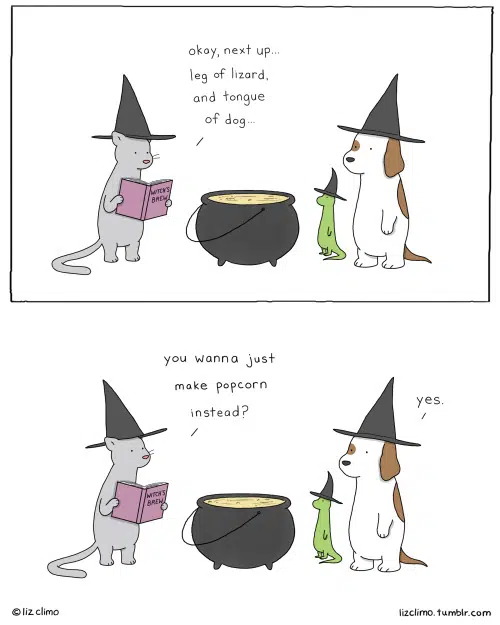 okay, next up...
leg of lizard,
and tongue
of dog...
WITCH'S
BREW
you wanna just
make popcorn
instead?
yes.
WITCH'S
BREW
© liz climo
lizclimo.tumblr.com